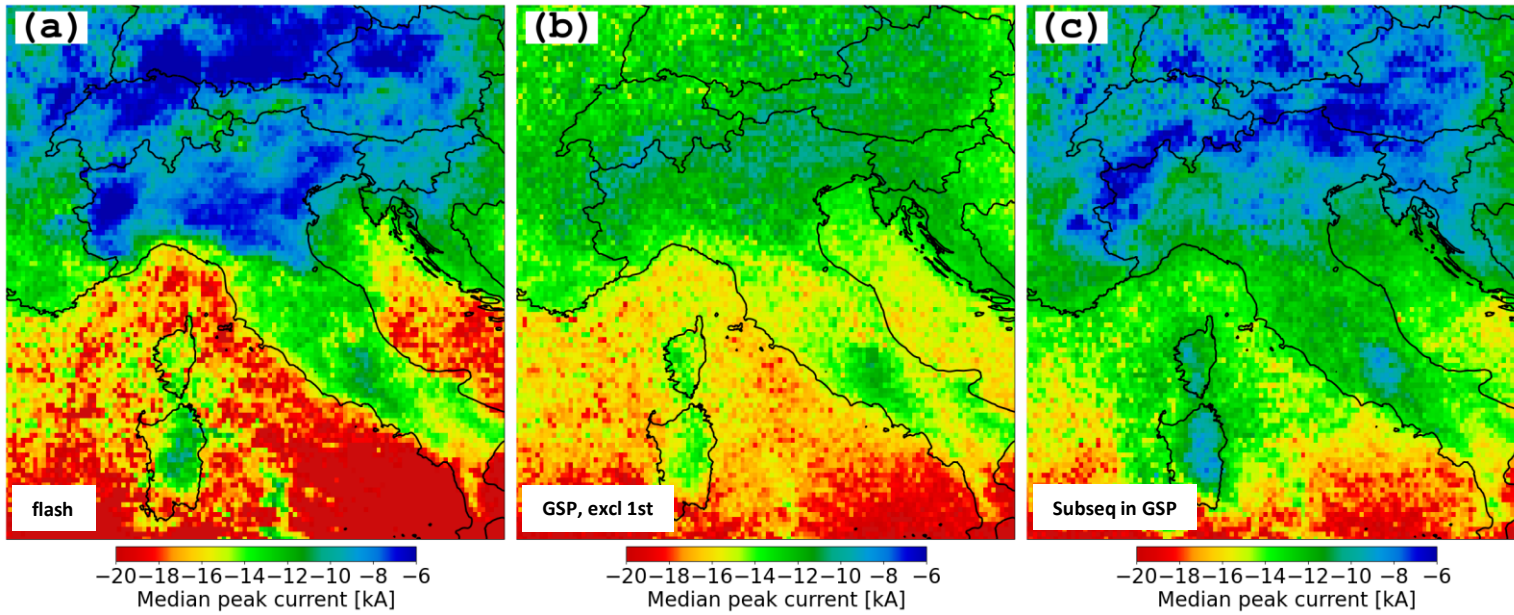 (a)
flash
−20−18−16−14−12−10 −8 −6
Median peak current [kA]
(b)
GSP, excl 1st
−20−18−16−14−12−10 −8 −6
Median peak current [kA]
(c)
Subseq in GSP
−20−18−16−14−12−10 −8 −6
Median peak current [kA]